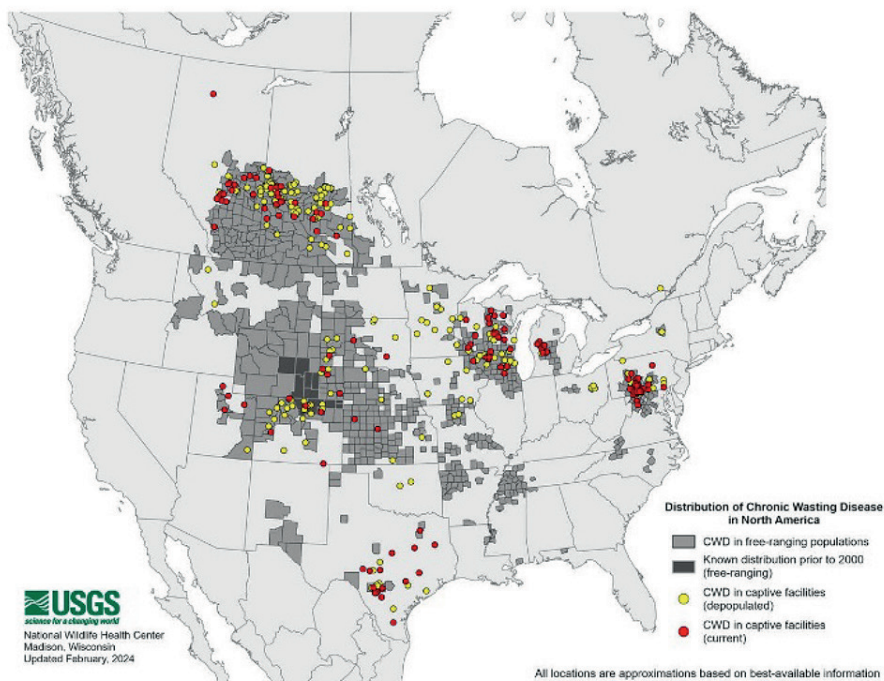 Distribution of Chronic Wasting Disease
in North America
CWD in free-ranging populations
Known distribution prior to 2000
(free-ranging)
CWD in captive facilities
(depopulated)
CWD in captive facilities
(current)
USGS
science for a changing world
National Wildlife Health Center
Madison, Wisconsin
Updated February, 2024
All locations are approximations based on best-available information